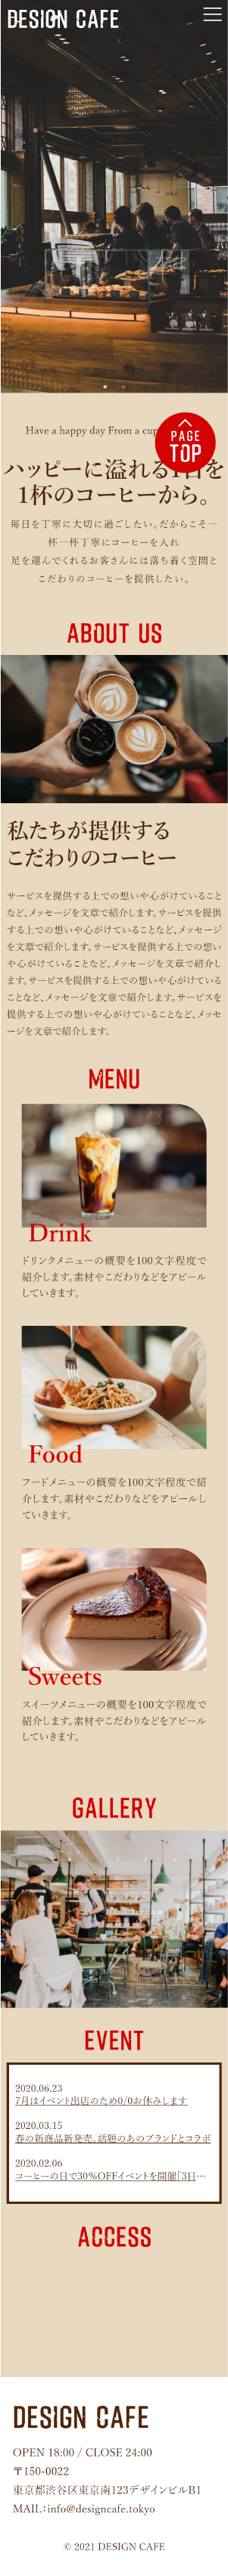 DESIGN CAFE
Have a happy day From a cup
PAGE
TOP
ハッピーに溢れる1日を
1杯のコーヒーから。
毎日を丁寧に大切に過ごしたい。だからこそ一
杯一杯丁寧にコーヒーを入れ
足を運んでくれるお客さんには落ち着く空間と
こだわりのコーヒーを提供したい。
ABOUT US
私たちが提供する
こだわりのコーヒー
サービスを提供する上での想いや心がけていること
など、メッセージを文章で紹介します。サービスを提供
する上での想いや心がけていることなど、メッセージ
を文章で紹介します。サービスを提供する上での想い
や心がけていることなど、メッセージを文章で紹介しま
す。サービスを提供する上での想いや心がけている
ことなど、メッセージを文章で紹介します。サービスを
提供する上での想いや心がけていることなど、メッセ
ージを文章で紹介します。
MENU
Drink
ドリンクメニューの概要を100文字程度で
紹介します。素材やこだわりなどをアピール
していきます。
Food
フードメニューの概要を100文字程度で紹
介します。素材やこだわりなどをアピールし
ていきます。
Sweets
スイーツメニューの概要を100文字程度で
紹介します。素材やこだわりなどをアピール
していきます。
GALLERY
EVENT
2020.06.23
7月はイベント出店のため0/0お休みします
2020.03.15
春の新商品新発売。話題のあのブランドとコラボ
2020.02.06
コーヒーの日で30%OFFイベントを開催「3日…
ACCESS
DESIGN CAFE
OPEN 18:00 / CLOSE 24:00
〒150-0022
東京都渋谷区東京南123デザインビルB1
MAIL：info@designcafe.tokyo
© 2021 DESIGN CAFE